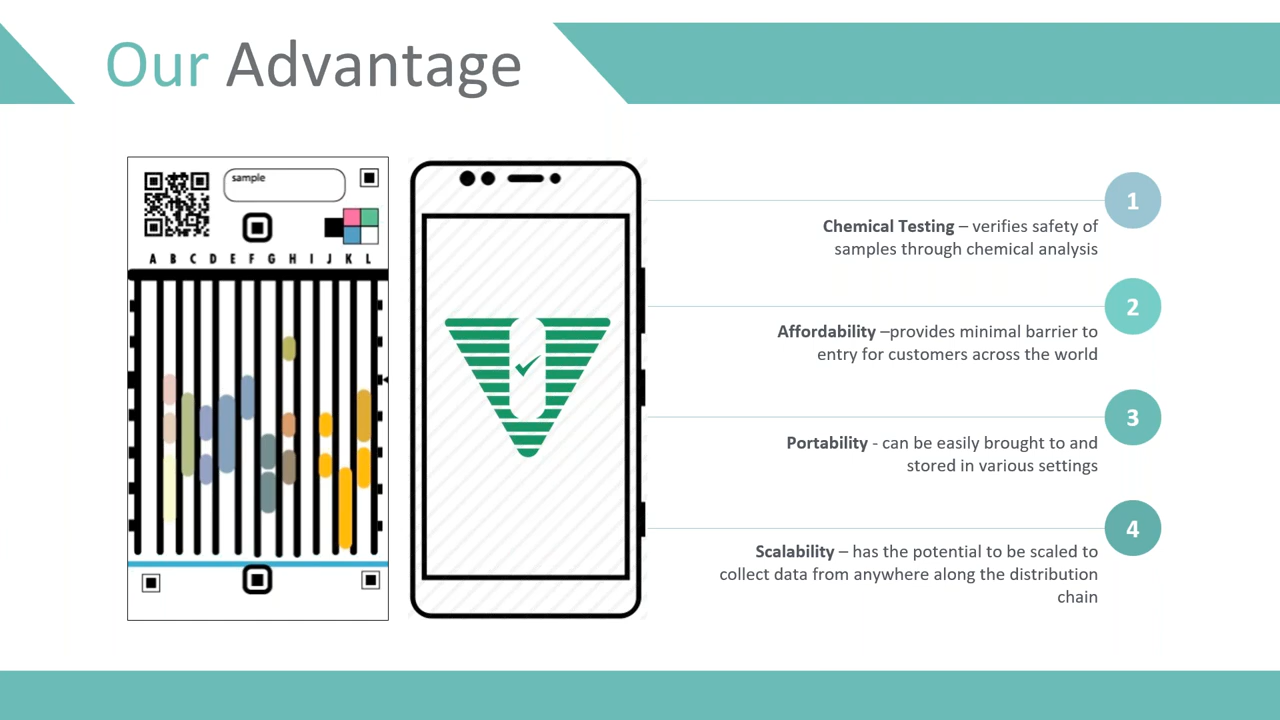 Our Advantage
sample
A B C D E F G H I J K L
1
Chemical Testing – verifies safety of
samples through chemical analysis
2
Affordability –provides minimal barrier to
entry for customers across the world
3
Portability - can be easily brought to and
stored in various settings
4
Scalability – has the potential to be scaled to
collect data from anywhere along the distribution
chain